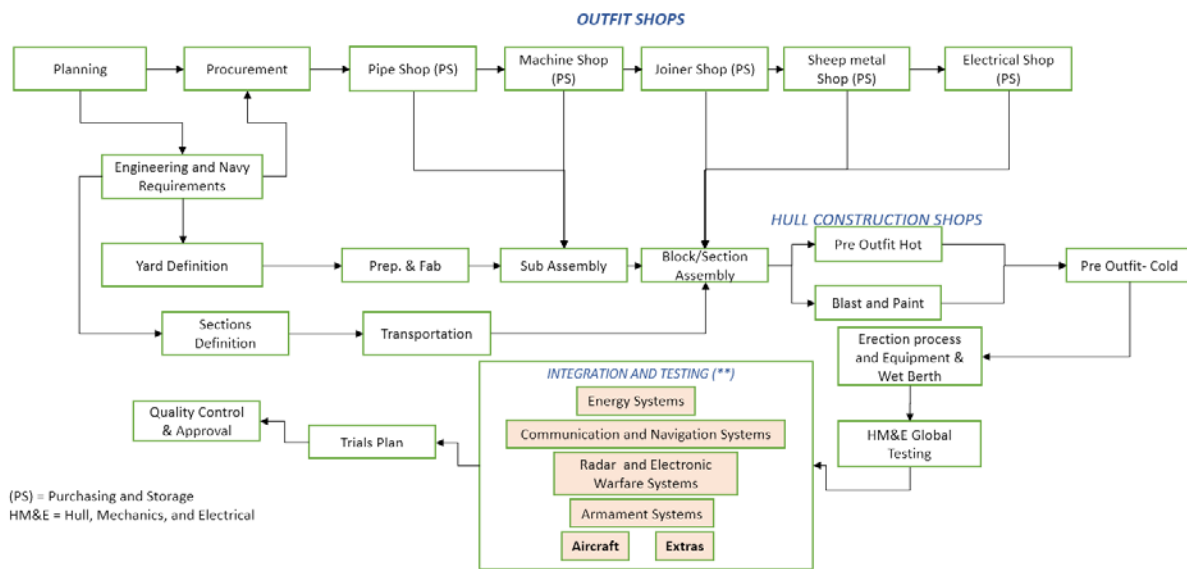 OUTFIT SHOPS
Planning
Procurement
Pipe Shop (PS)
Machine Shop
(PS)
Joiner Shop (PS)
Sheep metal
Shop (PS)
Electrical Shop
(PS)
Engineering and Navy
Requirements
HULL CONSTRUCTION SHOPS
Yard Definition
Prep. & Fab
Sub Assembly
Block/Section
Assembly
Pre Outfit Hot
Blast and Paint
Pre Outfit- Cold
Sections
Definition
Transportation
Erection process
and Equipment &
Wet Berth
INTEGRATION AND TESTING (**)
Energy Systems
Communication and Navigation Systems
Radar and Electronic
Warfare Systems
Armament Systems
Aircraft
Extras
HM&E Global
Testing
Trials Plan
Quality Control
& Approval
(PS) = Purchasing and Storage
HM&E = Hull, Mechanics, and Electrical